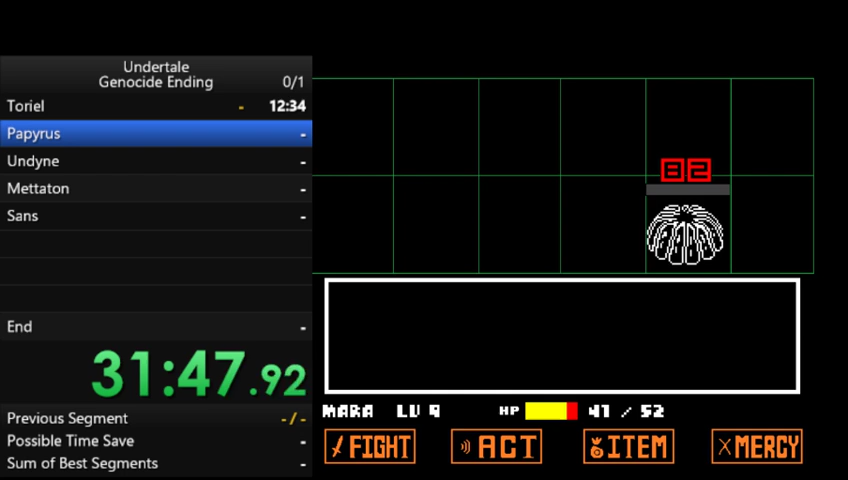 Undertale
Genocide Ending 0/1
Toriel - 12:34
Papyrus -
Undyne -
Mettaton -
Sans -
End -
31:47.92
Previous Segment -/-
Possible Time Save -
Sum of Best Segments -
82
MARA LV 9 HP 41 / 52
FIGHT ACT ITEM MERCY